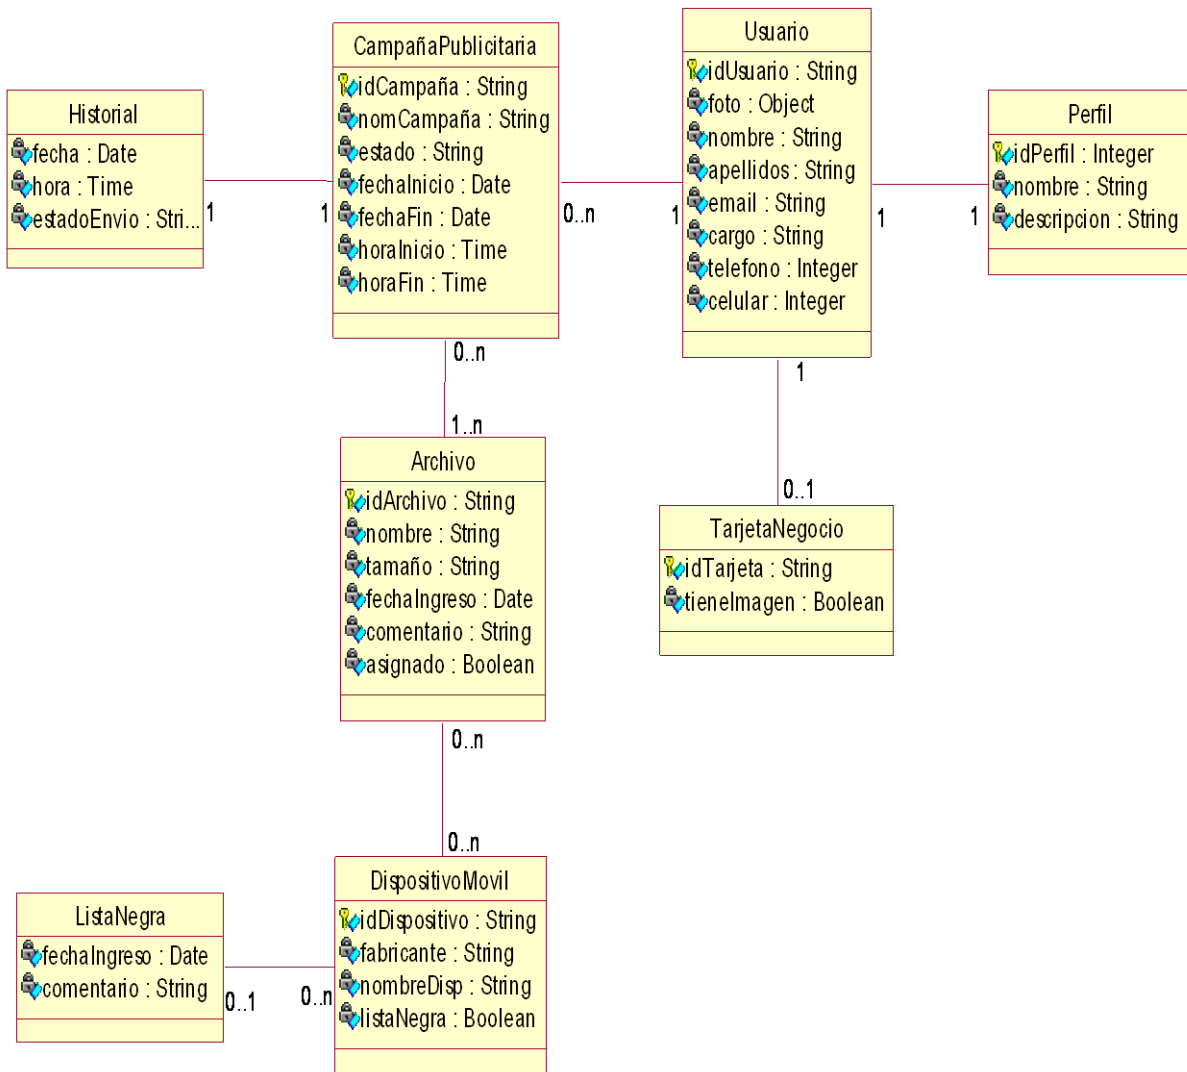 CampañaPublicitaria
idCampaña : String
nomCampaña : String
estado : String
fechaInicio : Date
fechaFin : Date
horaInicio : Time
horaFin : Time
Usuario
idUsuario : String
foto : Object
nombre : String
apellidos : String
email : String
cargo : String
telefono : Integer
celular : Integer
Historial
fecha : Date
hora : Time
estadoEnvio : Stri...
Perfil
idPerfil : Integer
nombre : String
descripcion : String
1
1
0..n
1
1
1
0..n
1..n
1
0..1
Archivo
idArchivo : String
nombre : String
tamaño : String
fechaIngreso : Date
comentario : String
asignado : Boolean
TarjetaNegocio
idTarjeta : String
tieneImagen : Boolean
0..n
0..n
DispositivoMovil
idDispositivo : String
fabricante : String
nombreDisp : String
listaNegra : Boolean
ListaNegra
fechaIngreso : Date
comentario : String
0..1
0..n